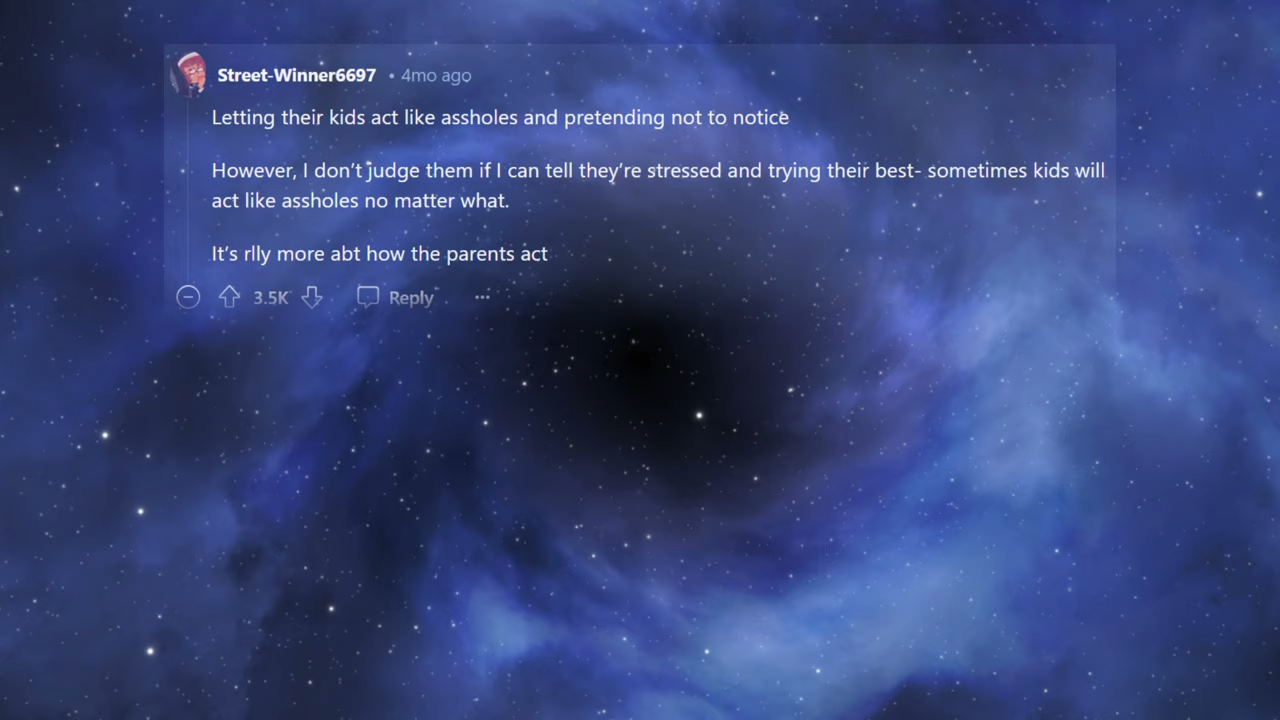 Street-Winner6697 • 4mo ago
Letting their kids act like assholes and pretending not to notice
However, I don’t judge them if I can tell they’re stressed and trying their best- sometimes kids will
act like assholes no matter what.
It’s rlly more abt how the parents act
3.5K Reply ...